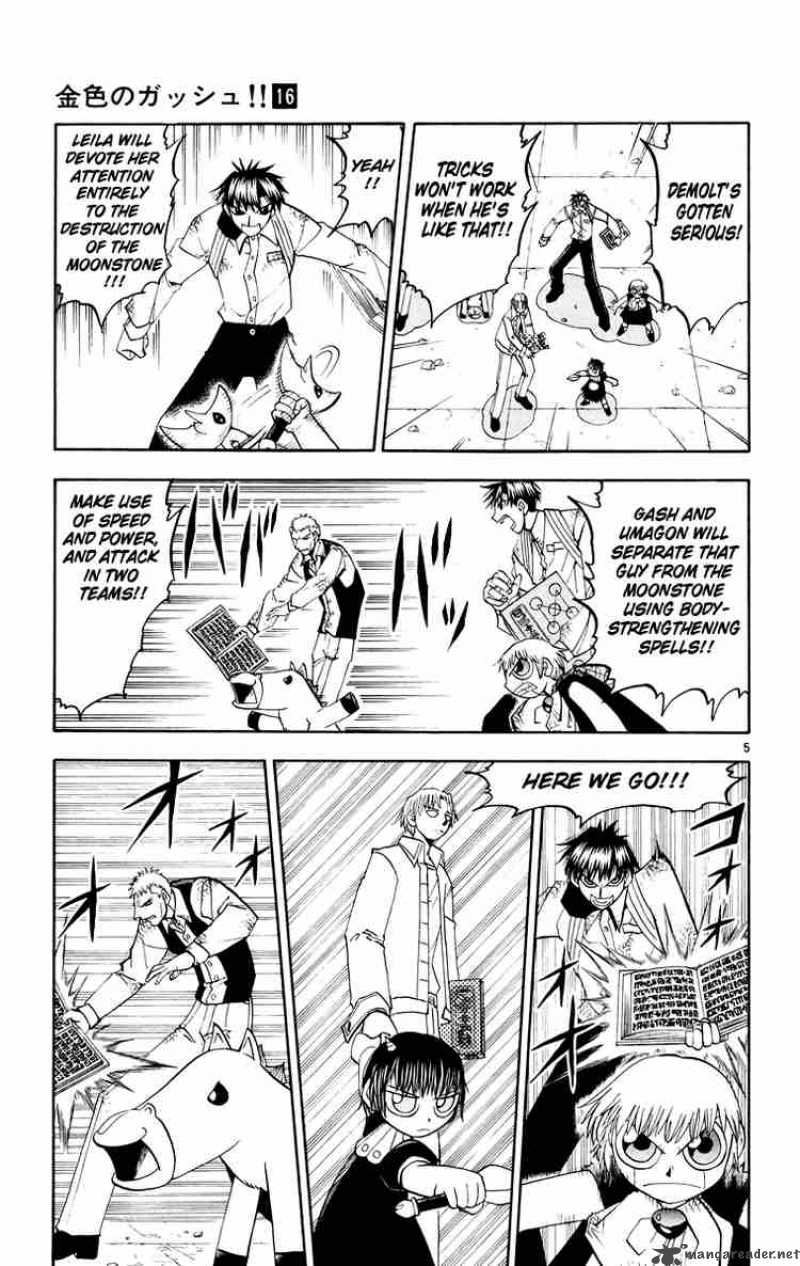 金色のガッシュ!! 16
DEMOLT'S
GOTTEN
SERIOUS!
TRICKS
WON'T WORK
WHEN HE'S
LIKE THAT!!
YEAH
!!
LEILA WILL
DEVOTE HER
ATTENTION
ENTIRELY
TO THE
DESTRUCTION
OF THE
MOONSTONE
!!!
GASH AND
UMAGON WILL
SEPARATE THAT
GUY FROM THE
MOONSTONE
USING BODY-
STRENGTHENING
SPELLS!!
MAKE USE
OF SPEED
AND POWER,
AND ATTACK
IN TWO
TEAMS!!
5
HERE WE GO!!!
mangareader.net